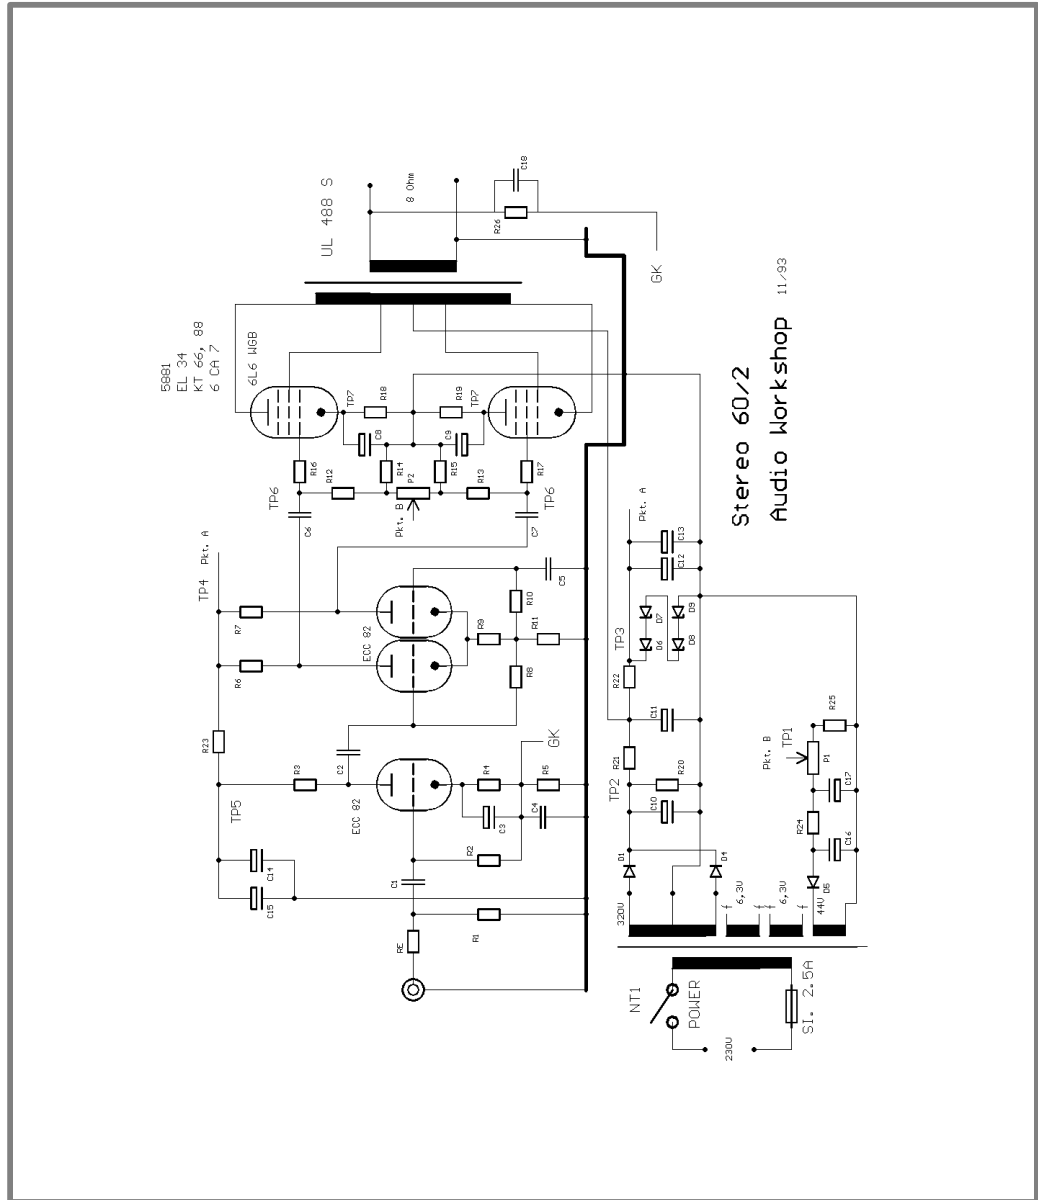 UL 488 S
8 Ohm
C18
R26
GK
5881
EL 34
KT 66, 88
6 CA 7
6L6 WGB
TP7
R18
R19
TP7
C8
C9
R16
R12
R14
P2
R15
R13
R17
TP6
Pkt. B
TP6
C6
C7
TP4 Pkt. A
R7
ECC 82
R9
R10
C5
R11
R6
R8
R23
C2
GK
R3
ECC 82
R4
R5
TP5
C3
C4
C14
C15
R2
C1
RE
R1
Stereo 60/2
Audio Workshop 11/93
Pkt. A
C13
C12
D7
D9
D6
D8
TP3
R22
C11
R21
TP2
R20
C10
R25
Pkt. B
TP1
P1
C17
R24
C16
D1
D4
D5
320V
6,3V
6,3V
44V
NT1
POWER
SI. 2.5A
230V